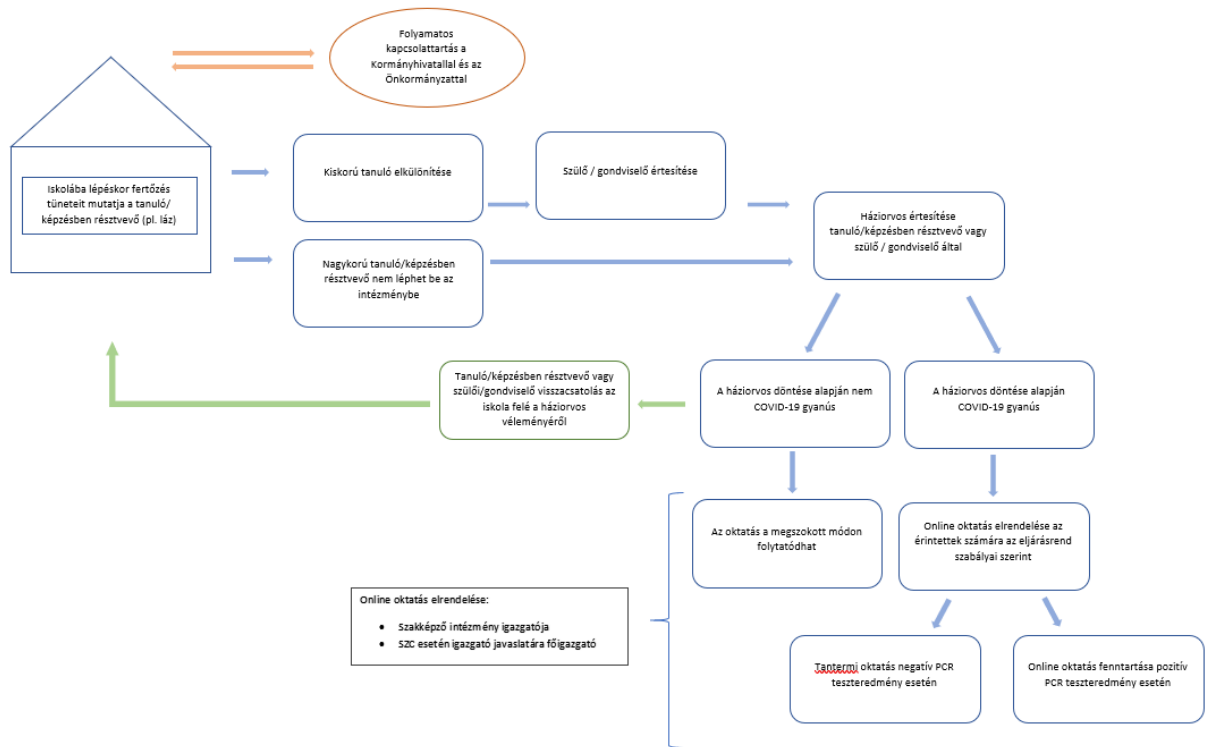 Folyamatos
kapcsolattartás a
Kormányhivatallal és az
Önkormányzattal
Iskolába lépéskor fertőzés
tüneteit mutatja a tanuló/
képzésben résztvevő (pl. láz)
Kiskorú tanuló elkülönítése
Szülő / gondviselő értesítése
Nagykorú tanuló/képzésben
résztvevő nem léphet be az
intézménybe
Háziorvos értesítése
tanuló/képzésben résztvevő vagy
szülő / gondviselő által
Tanuló/képzésben résztvevő vagy
szülői/gondviselő visszacsatolás az
iskola felé a háziorvos
véleményéről
A háziorvos döntése alapján nem
COVID-19 gyanús
A háziorvos döntése alapján
COVID-19 gyanús
Az oktatás a megszokott módon
folytatódhat
Online oktatás elrendelése az
érintettek számára az eljárásrend
szabályai szerint
Online oktatás elrendelése:
• Szakképző intézmény igazgatója
• SZC esetén igazgató javaslatára főigazgató
Tantermi oktatás negatív PCR
teszteredmény esetén
Online oktatás fenntartása pozitív
PCR teszteredmény esetén